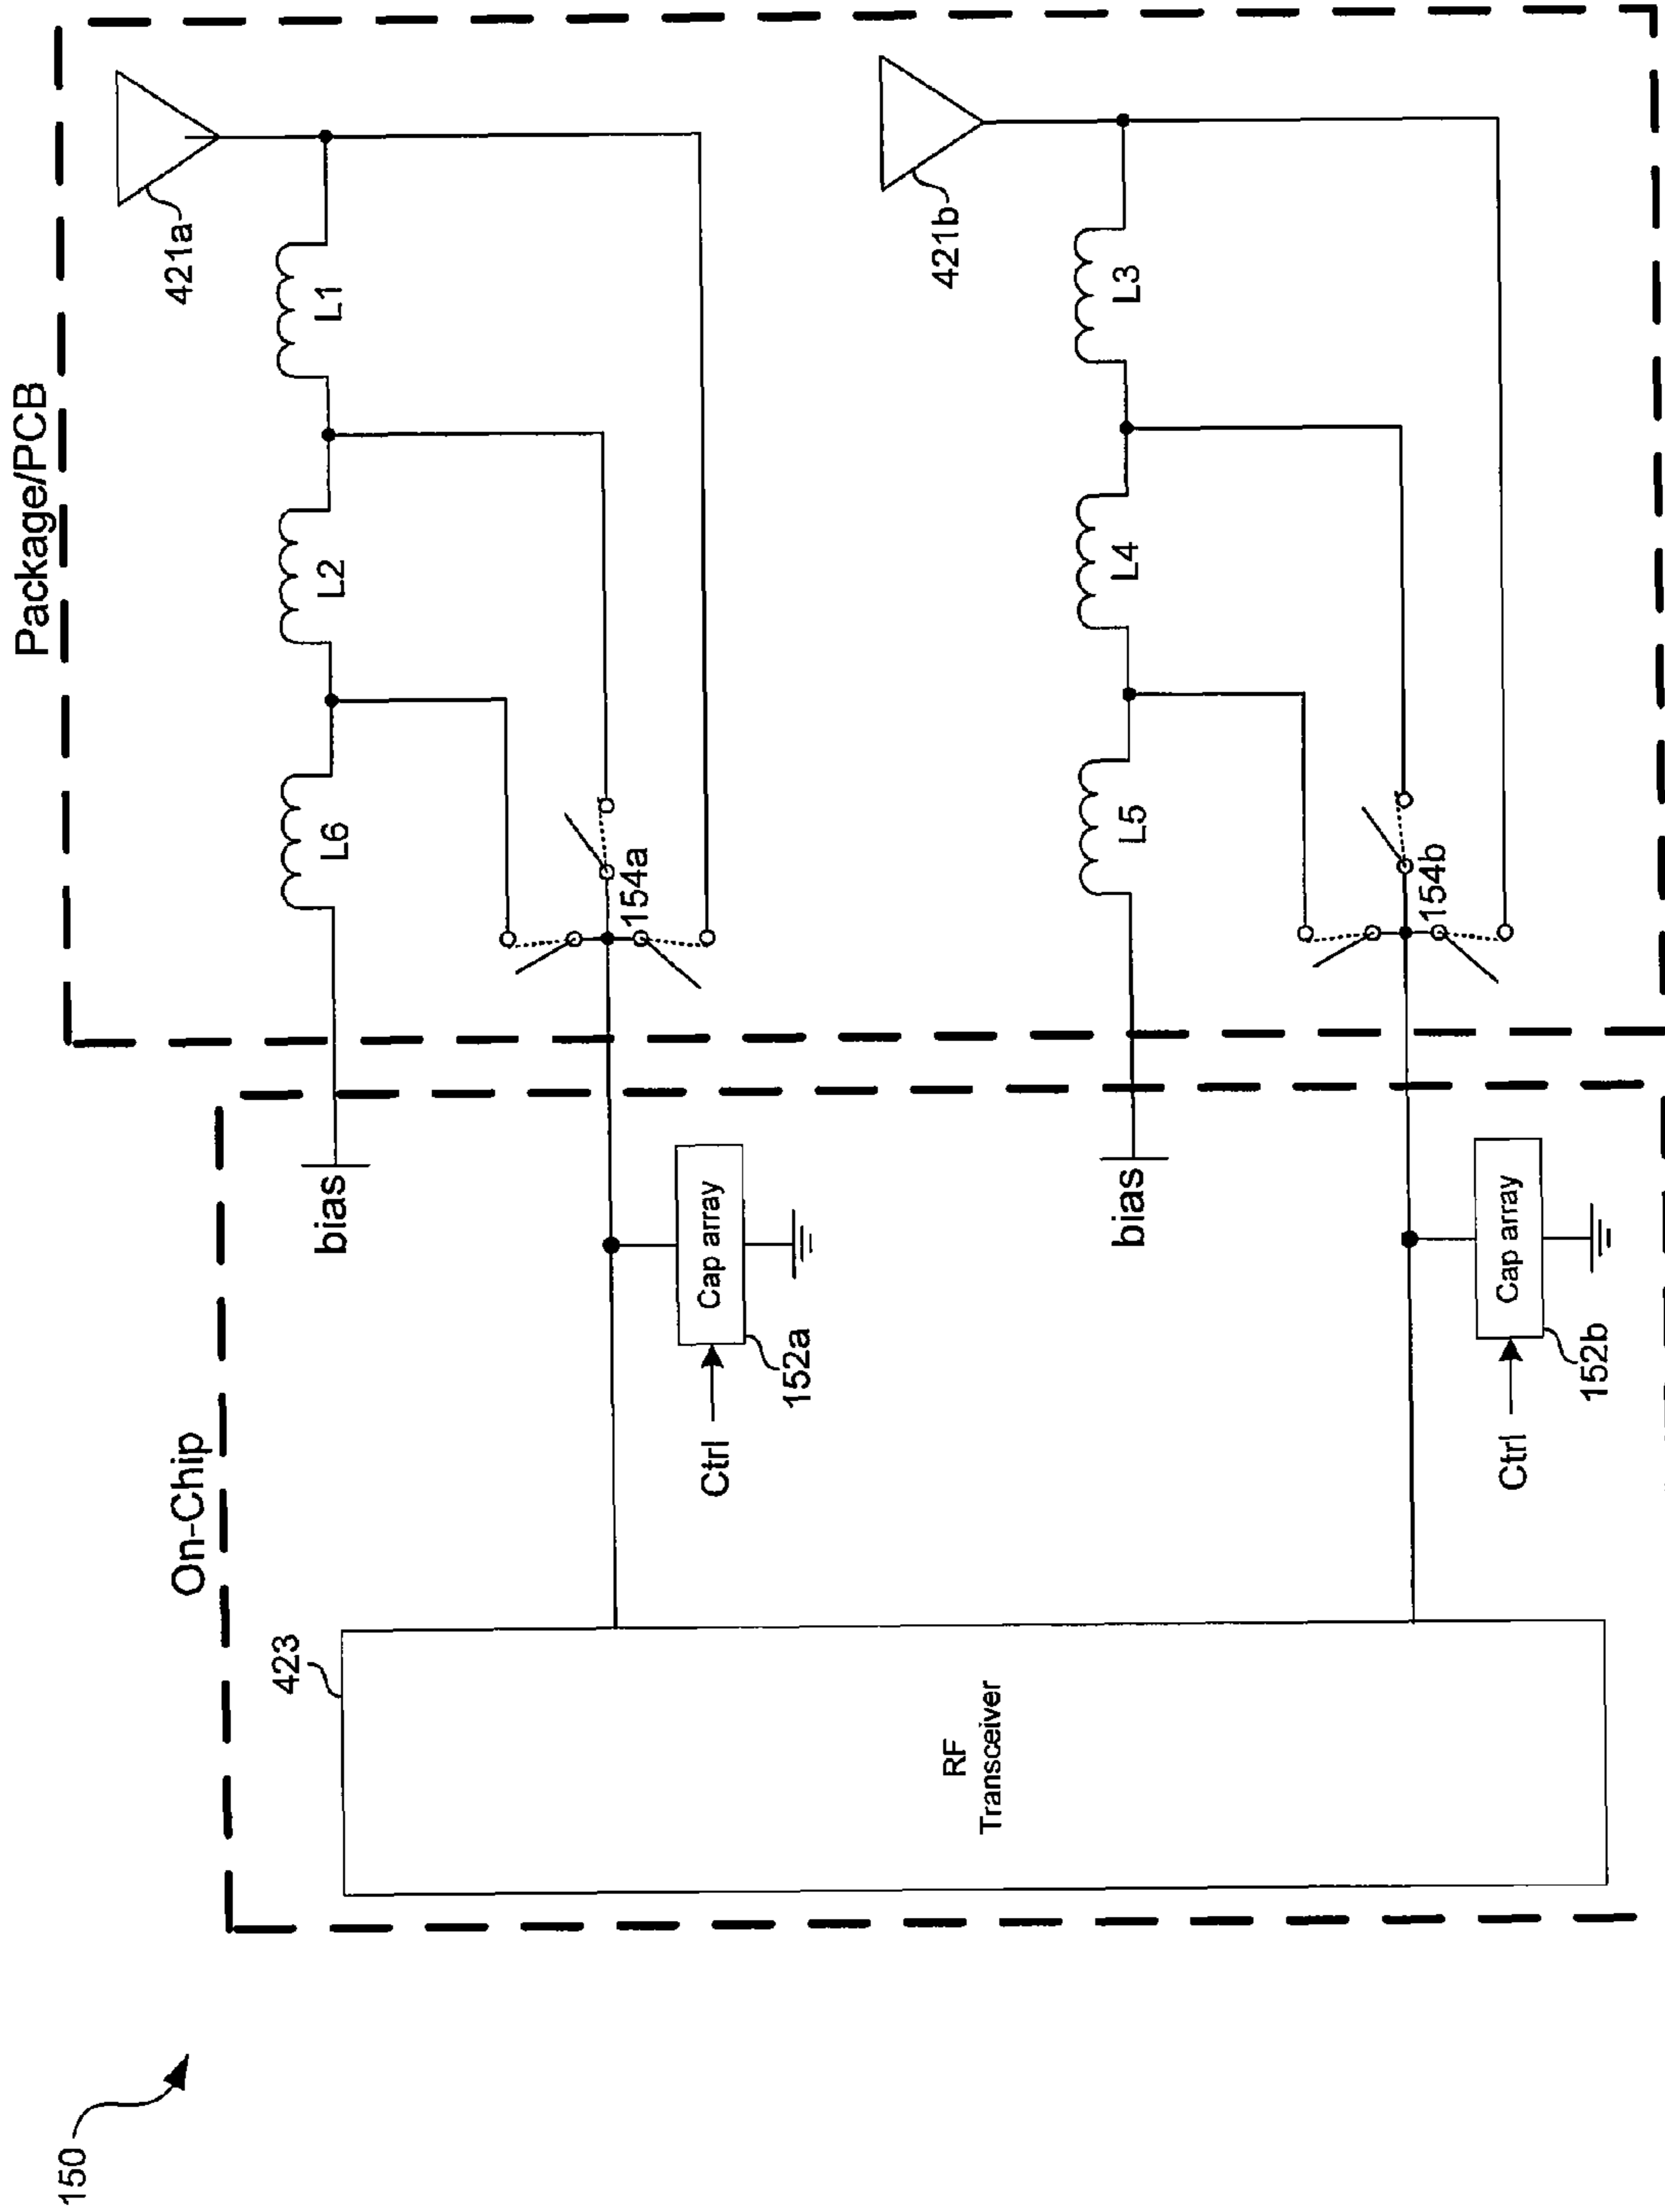 150
On-Chip
Package/PCB
423
RF
Transceiver
bias
L6
L2
L1
421a
154a
Cap array
Ctrl
152a
bias
L5
L4
L3
421b
154b
Cap array
Ctrl
152b